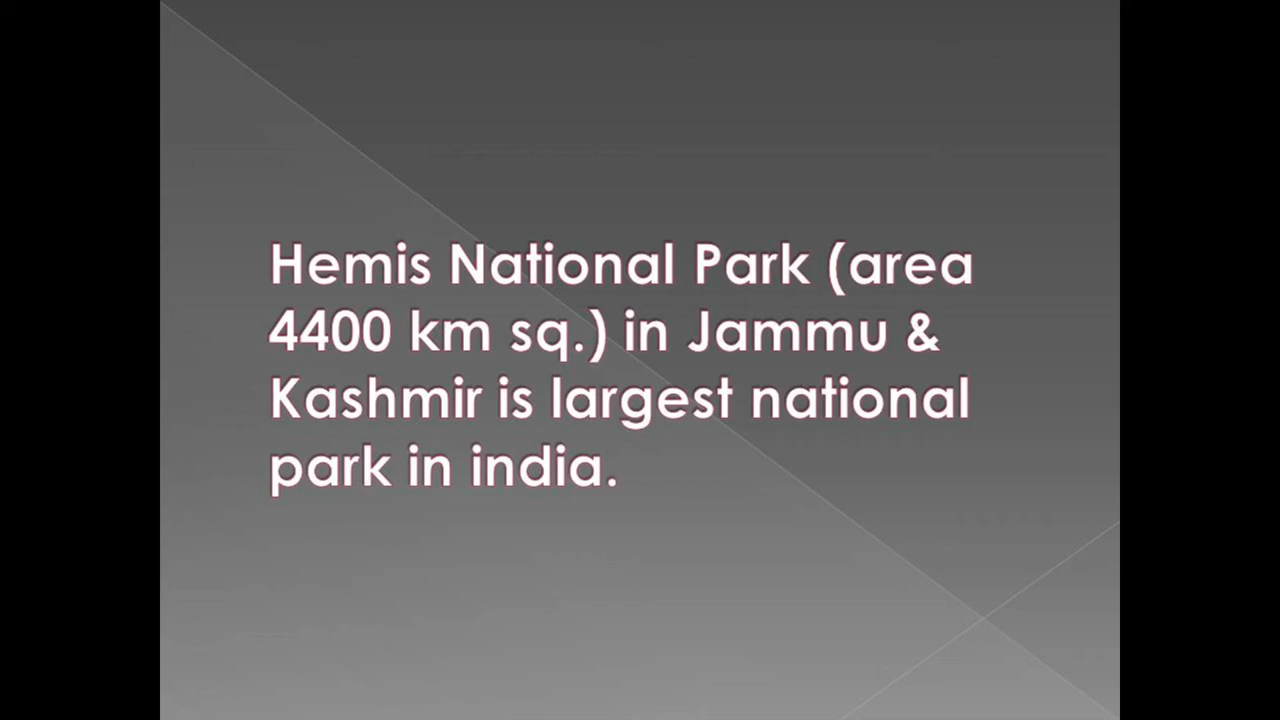 Hemis National Park (area
4400 km sq.) in Jammu &
Kashmir is largest national
park in india.